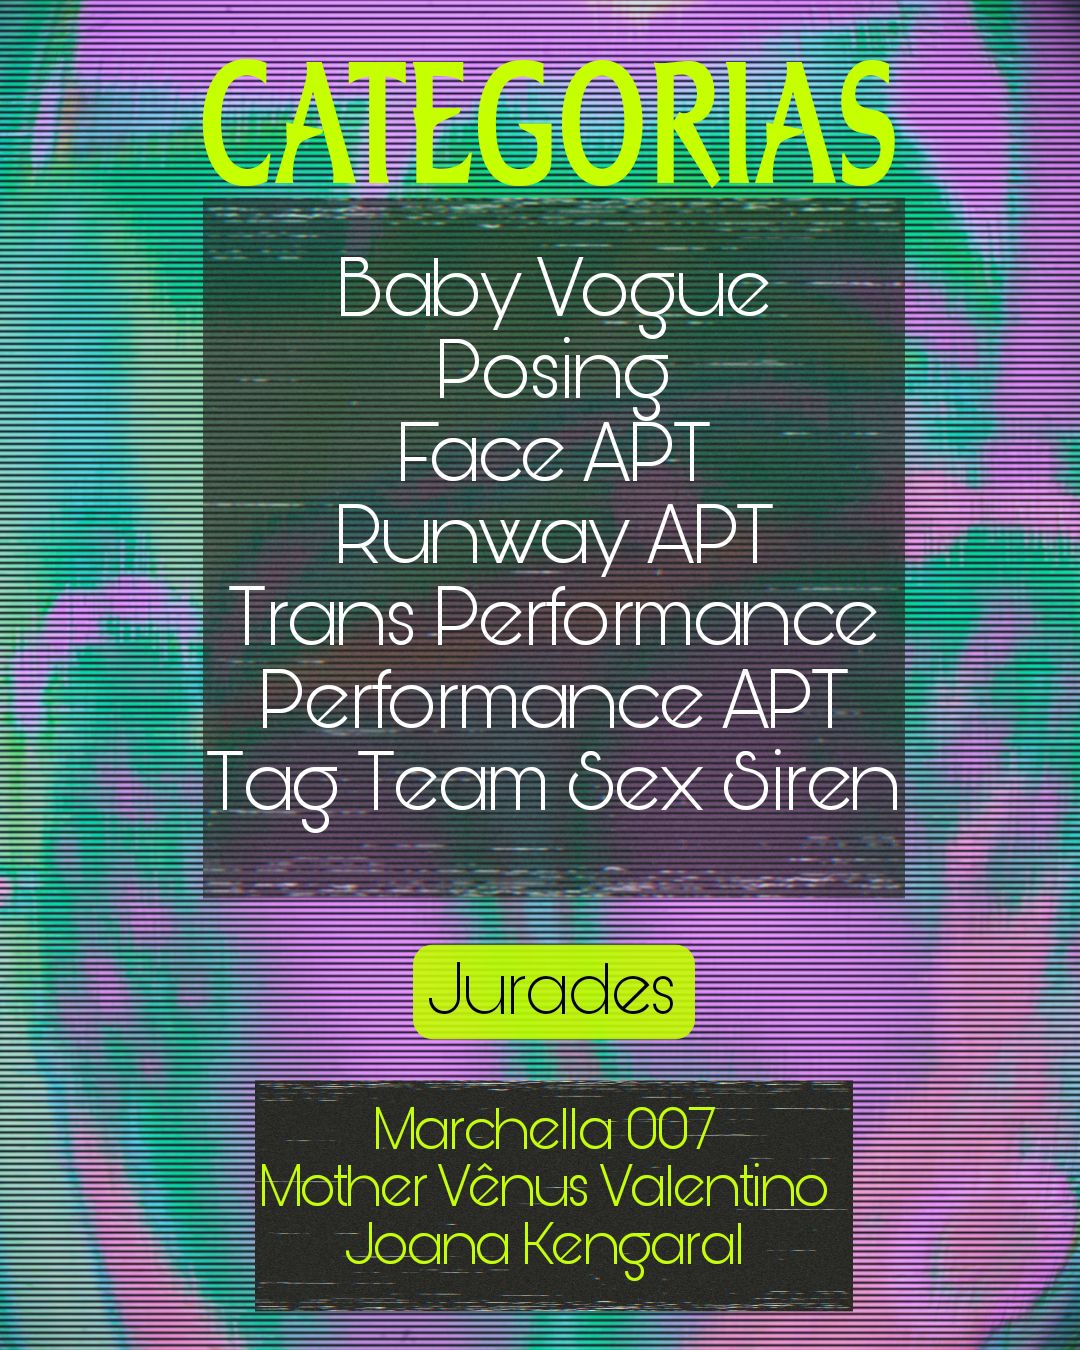 CATEGORIAS
Baby Vogue
Posing
Face APT
Runway APT
Trans Performance
Performance APT
Tag Team Sex Siren
Jurades
Marchella 007
Mother Vênus Valentino
Joana Kengaral